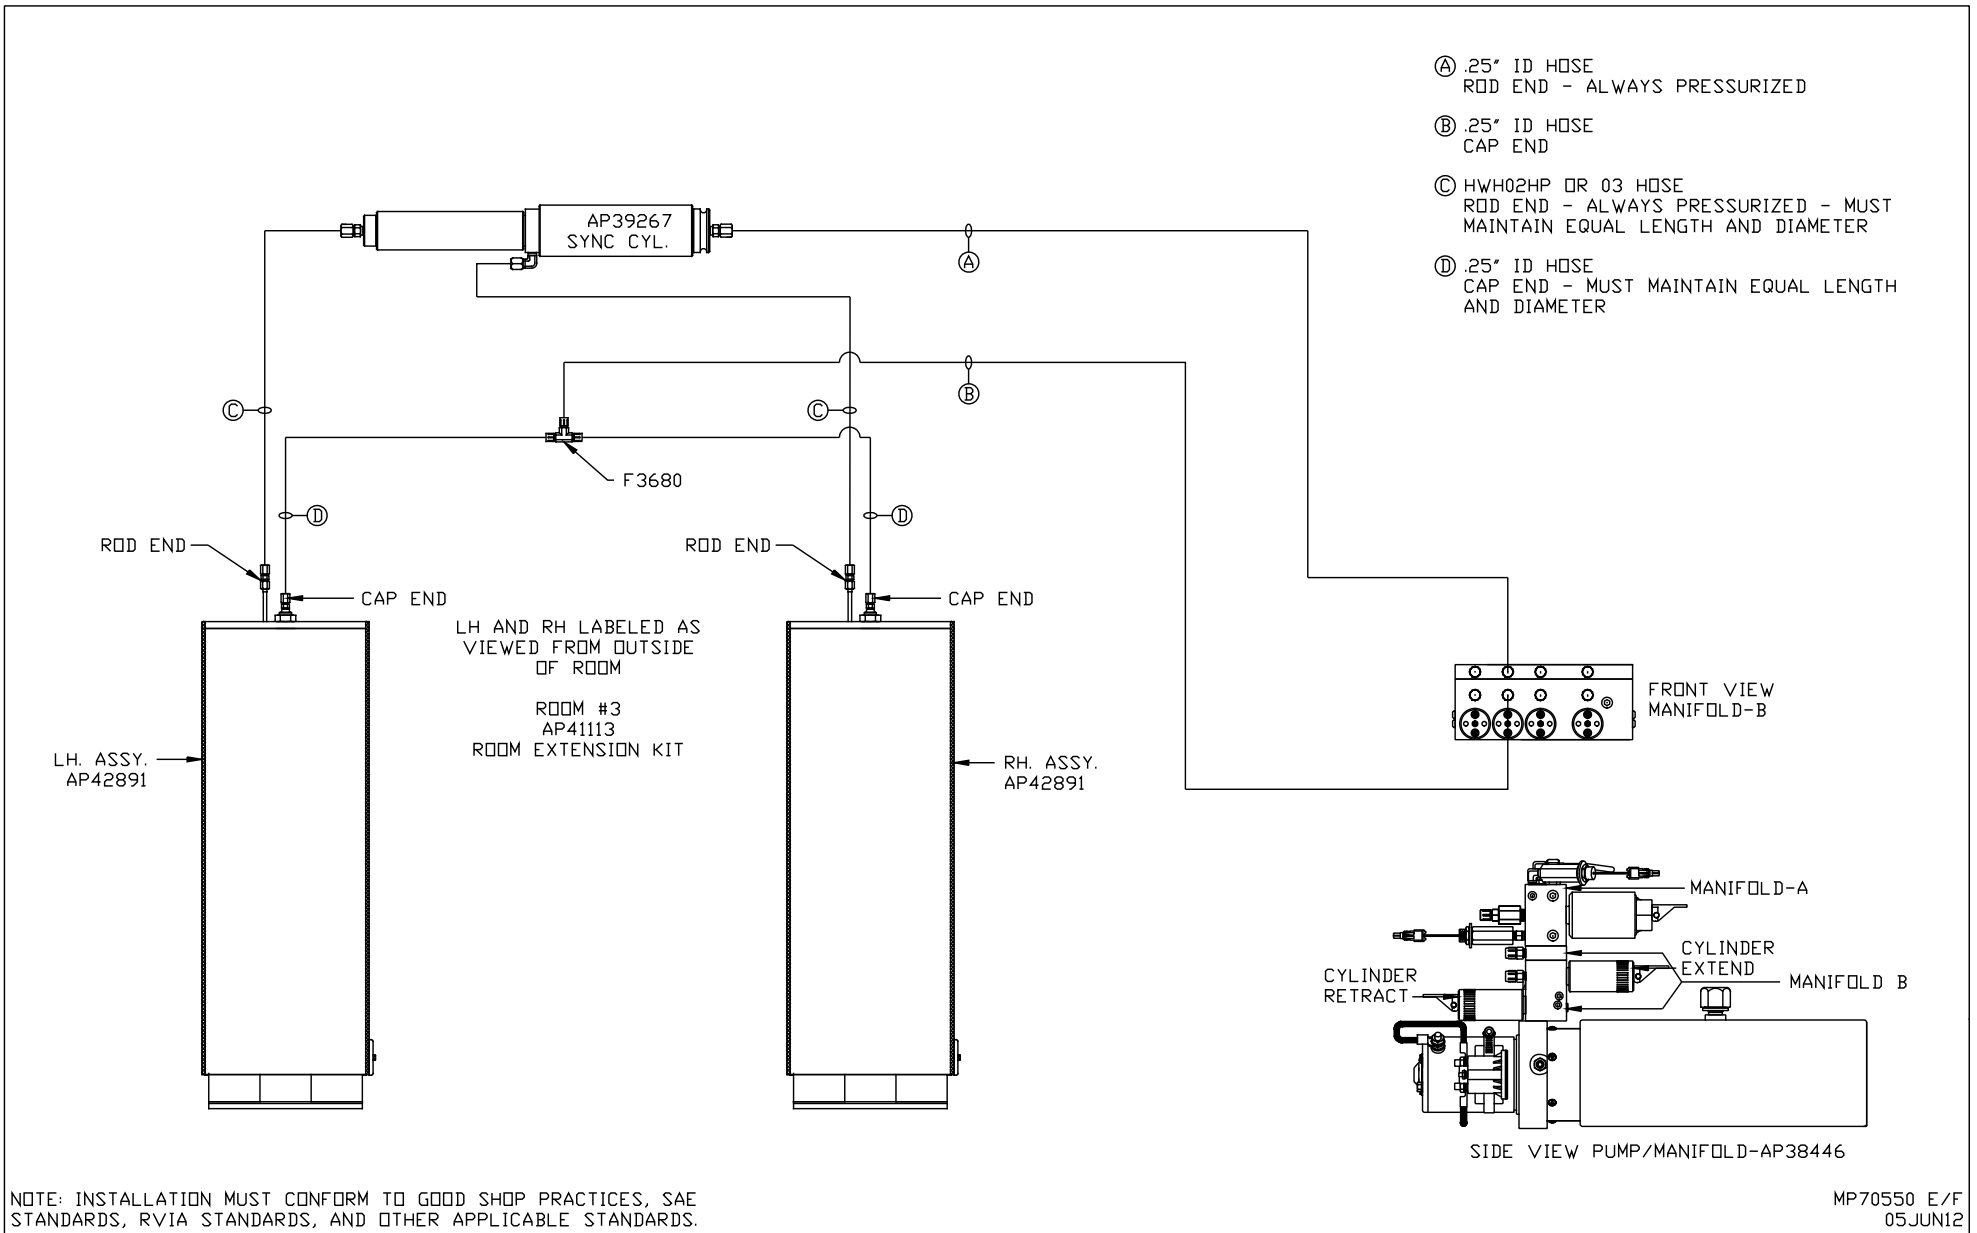 Ⓐ .25" ID HOSE
ROD END - ALWAYS PRESSURIZED
Ⓑ .25" ID HOSE
CAP END
Ⓒ HWH02HP OR 03 HOSE
ROD END - ALWAYS PRESSURIZED - MUST
MAINTAIN EQUAL LENGTH AND DIAMETER
Ⓓ .25" ID HOSE
CAP END - MUST MAINTAIN EQUAL LENGTH
AND DIAMETER
AP39267
SYNC CYL.
Ⓐ
Ⓑ
Ⓒ
Ⓒ
F3680
Ⓓ
Ⓓ
ROD END
ROD END
CAP END
CAP END
LH AND RH LABELED AS
VIEWED FROM OUTSIDE
OF ROOM
ROOM #3
AP41113
ROOM EXTENSION KIT
LH. ASSY.
AP42891
RH. ASSY.
AP42891
FRONT VIEW
MANIFOLD-B
MANIFOLD-A
CYLINDER
EXTEND
CYLINDER
RETRACT
MANIFOLD B
SIDE VIEW PUMP/MANIFOLD-AP38446
NOTE: INSTALLATION MUST CONFORM TO GOOD SHOP PRACTICES, SAE
STANDARDS, RVIA STANDARDS, AND OTHER APPLICABLE STANDARDS.
MP70550 E/F
05JUN12